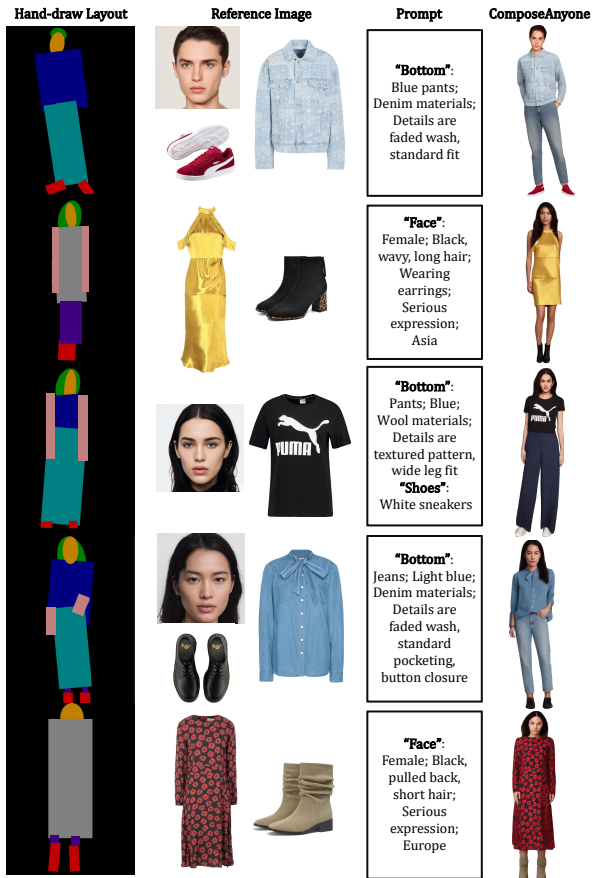 Hand-draw Layout
Reference Image
Prompt
ComposeAnyone
“Bottom”:
Blue pants;
Denim materials;
Details are
faded wash,
standard fit
“Face”:
Female; Black,
wavy, long hair;
Wearing
earrings;
Serious
expression;
Asia
PUMA
“Bottom”:
Pants; Blue;
Wool materials;
Details are
textured pattern,
wide leg fit
“Shoes”:
White sneakers
PUMA
“Bottom”:
Jeans; Light blue;
Denim materials;
Details are
faded wash,
standard
pocketing,
button closure
“Face”:
Female; Black,
pulled back,
short hair;
Serious
expression;
Europe